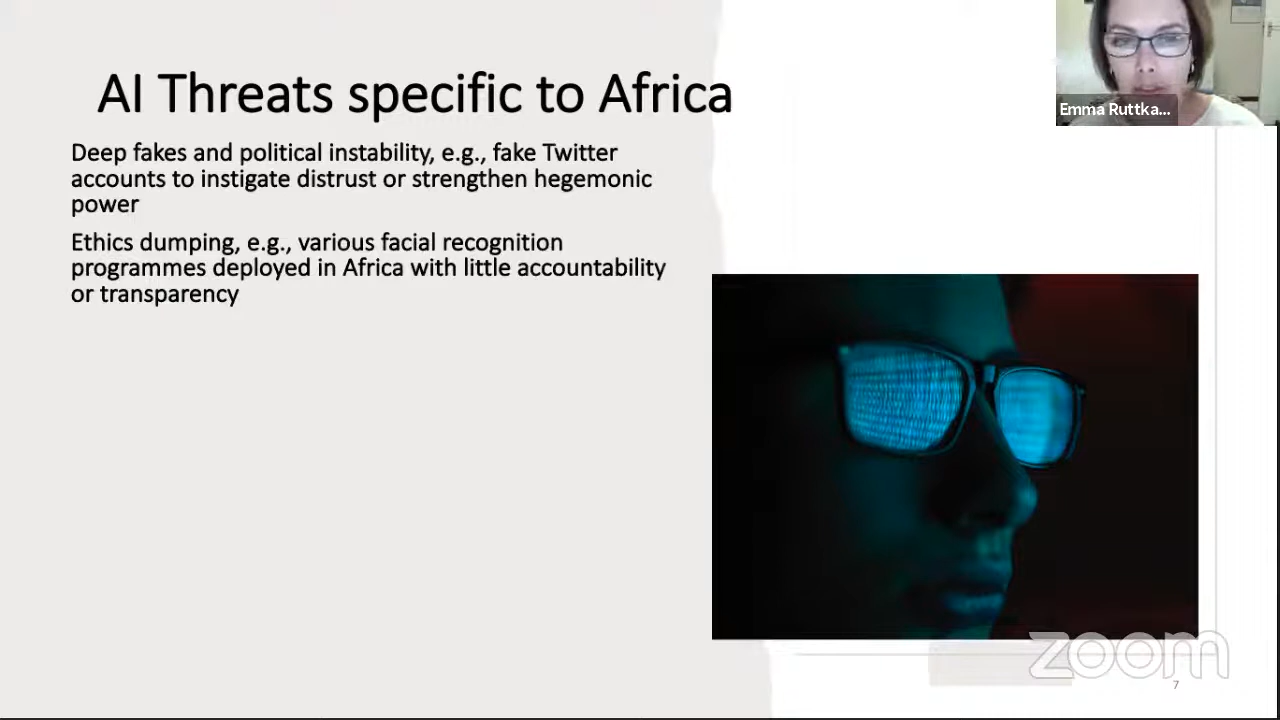 AI Threats specific to Africa
Emma Ruttka...
Deep fakes and political instability, e.g., fake Twitter
accounts to instigate distrust or strengthen hegemonic
power
Ethics dumping, e.g., various facial recognition
programmes deployed in Africa with little accountability
or transparency
zoom
7